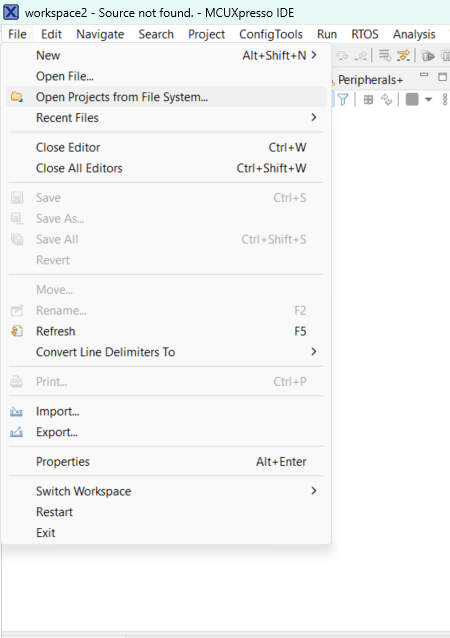 workspace2 - Source not found. - MCUXpresso IDE
File Edit Navigate Search Project ConfigTools Run RTOS Analysis
New Alt+Shift+N
Open File...
Peripherals+
Open Projects from File System...
Recent Files
Close Editor Ctrl+W
Close All Editors Ctrl+Shift+W
Save Ctrl+S
Save As...
Save All Ctrl+Shift+S
Revert
Move...
Rename... F2
Refresh F5
Convert Line Delimiters To
Print... Ctrl+P
Import...
Export...
Properties Alt+Enter
Switch Workspace
Restart
Exit